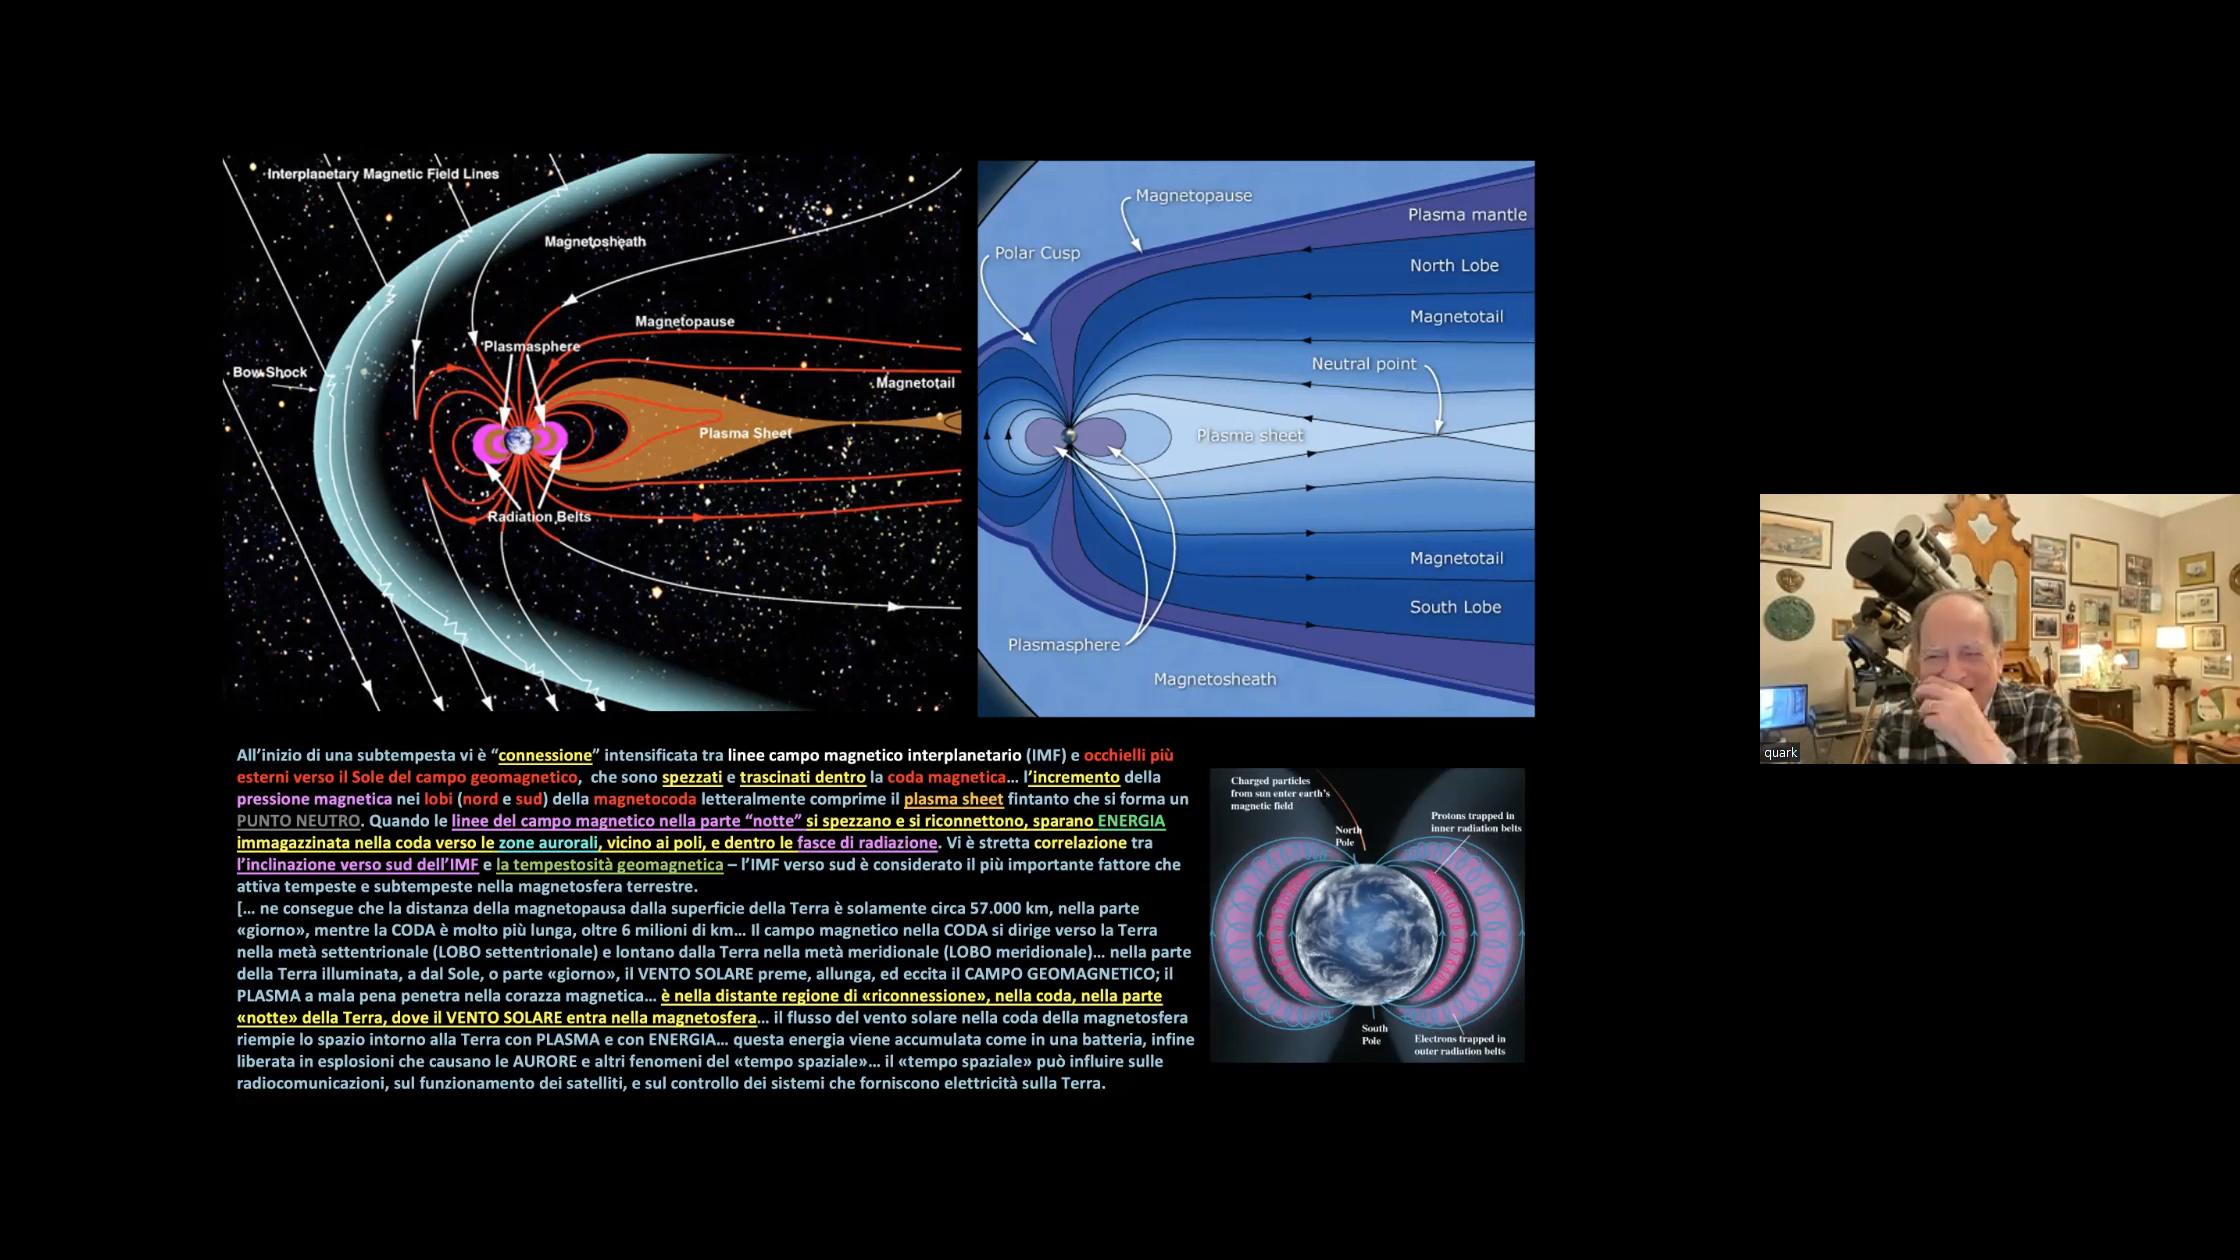 Interplanetary Magnetic Field Lines
Magnetosheath
Magnetopause
Plasmasphere
Bow Shock
Magnetotail
Plasma Sheet
Radiation Belts
Magnetopause
Plasma mantle
Polar Cusp
North Lobe
Magnetotail
Neutral point
Plasma sheet
Magnetotail
South Lobe
Plasmasphere
Magnetosheath
All'inizio di una subtempesta vi è “connessione” intensificata tra linee campo magnetico interplanetario (IMF) e occhielli più
esterni verso il Sole del campo geomagnetico, che sono spezzati e trascinati dentro la coda magnetica... l'incremento della
pressione magnetica nei lobi (nord e sud) della magnetocoda letteralmente comprime il plasma sheet fintanto che si forma un
PUNTO NEUTRO. Quando le linee del campo magnetico nella parte “notte” si spezzano e si riconnettono, sparano ENERGIA
immagazzinata nella coda verso le zone aurorali, vicino ai poli, e dentro le fasce di radiazione. Vi è stretta correlazione tra
l'inclinazione verso sud dell'IMF e la tempestosità geomagnetica – l'IMF verso sud è considerato il più importante fattore che
attiva tempeste e subtempeste nella magnetosfera terrestre.
[... ne consegue che la distanza della magnetopausa dalla superficie della Terra è solamente circa 57.000 km, nella parte
«giorno», mentre la CODA è molto più lunga, oltre 6 milioni di km... Il campo magnetico nella CODA si dirige verso la Terra
nella metà settentrionale (LOBO settentrionale) e lontano dalla Terra nella metà meridionale (LOBO meridionale)... nella parte
della Terra illuminata, a dal Sole, o parte «giorno», il VENTO SOLARE preme, allunga, ed eccita il CAMPO GEOMAGNETICO; il
PLASMA a mala pena penetra nella corazza magnetica... è nella distante regione di «riconnessione», nella coda, nella parte
«notte» della Terra, dove il VENTO SOLARE entra nella magnetosfera... il flusso del vento solare nella coda della magnetosfera
riempie lo spazio intorno alla Terra con PLASMA e con ENERGIA... questa energia viene accumulata come in una batteria, infine
liberata in esplosioni che causano le AURORE e altri fenomeni del «tempo spaziale»... il «tempo spaziale» può influire sulle
radiocomunicazioni, sul funzionamento dei satelliti, e sul controllo dei sistemi che forniscono elettricità sulla Terra.
Charged particles
from sun enter earth's
magnetic field
North
Pole
Protons trapped in
inner radiation belts
South
Pole
Electrons trapped in
outer radiation belts
quark